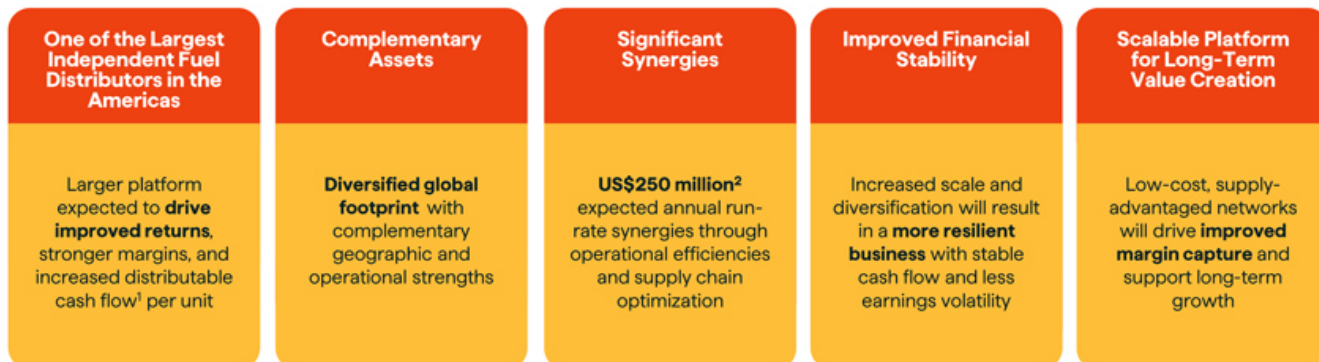 One of the Largest
Independent Fuel
Distributors in the
Americas
Larger platform
expected to drive
improved returns,
stronger margins, and
increased distributable
cash flow¹ per unit
Complementary
Assets
Diversified global
footprint with
complementary
geographic and
operational strengths
Significant
Synergies
US$250 million²
expected annual run-
rate synergies through
operational efficiencies
and supply chain
optimization
Improved Financial
Stability
Increased scale and
diversification will result
in a more resilient
business with stable
cash flow and less
earnings volatility
Scalable Platform
for Long-Term
Value Creation
Low-cost, supply-
advantaged networks
will drive improved
margin capture and
support long-term
growth